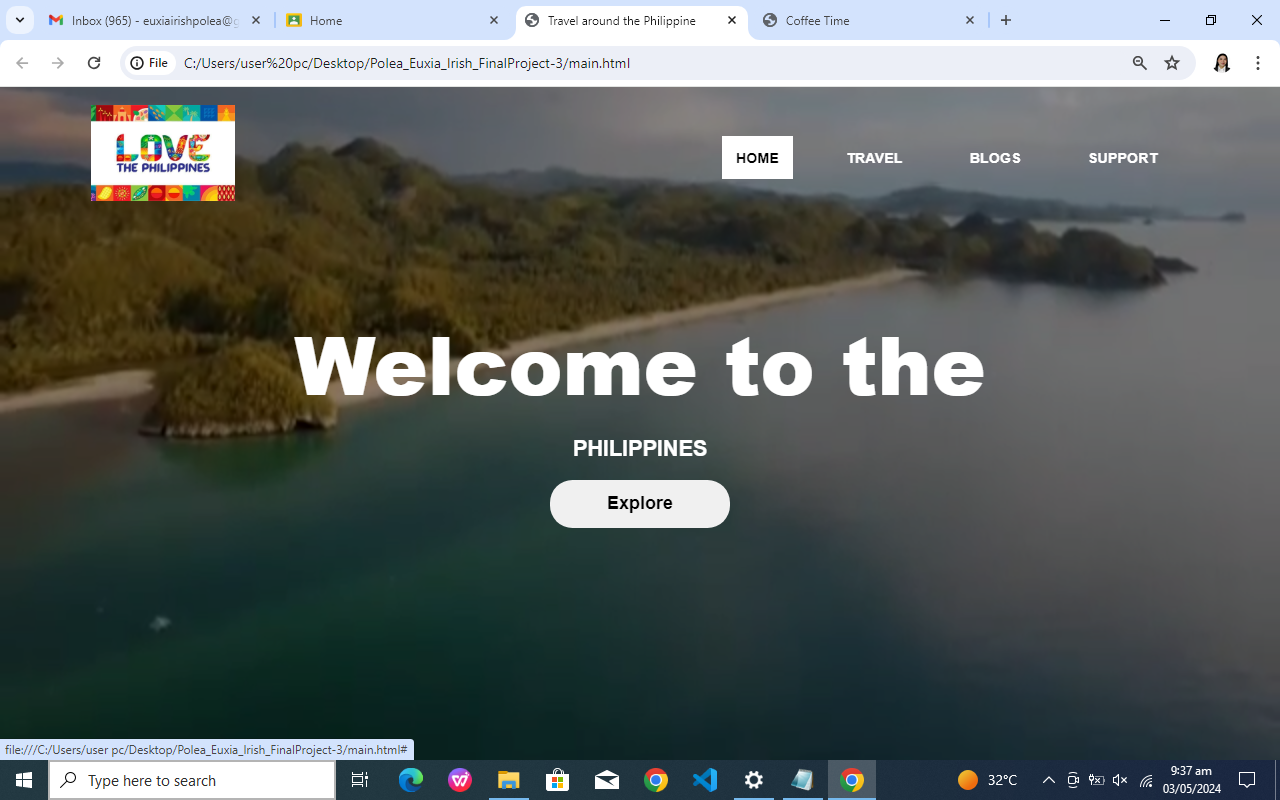 Inbox (965) - euxiairishpolea@g
Home
Travel around the Philippine
Coffee Time
File
C:/Users/user%20pc/Desktop/Polea_Euxia_Irish_FinalProject-3/main.html
LOVE
THE PHILIPPINES
HOME
TRAVEL
BLOGS
SUPPORT
Welcome to the
PHILIPPINES
Explore
file:///C:/Users/user pc/Desktop/Polea_Euxia_Irish_FinalProject-3/main.html#
Type here to search
32°C
9:37 am
03/05/2024